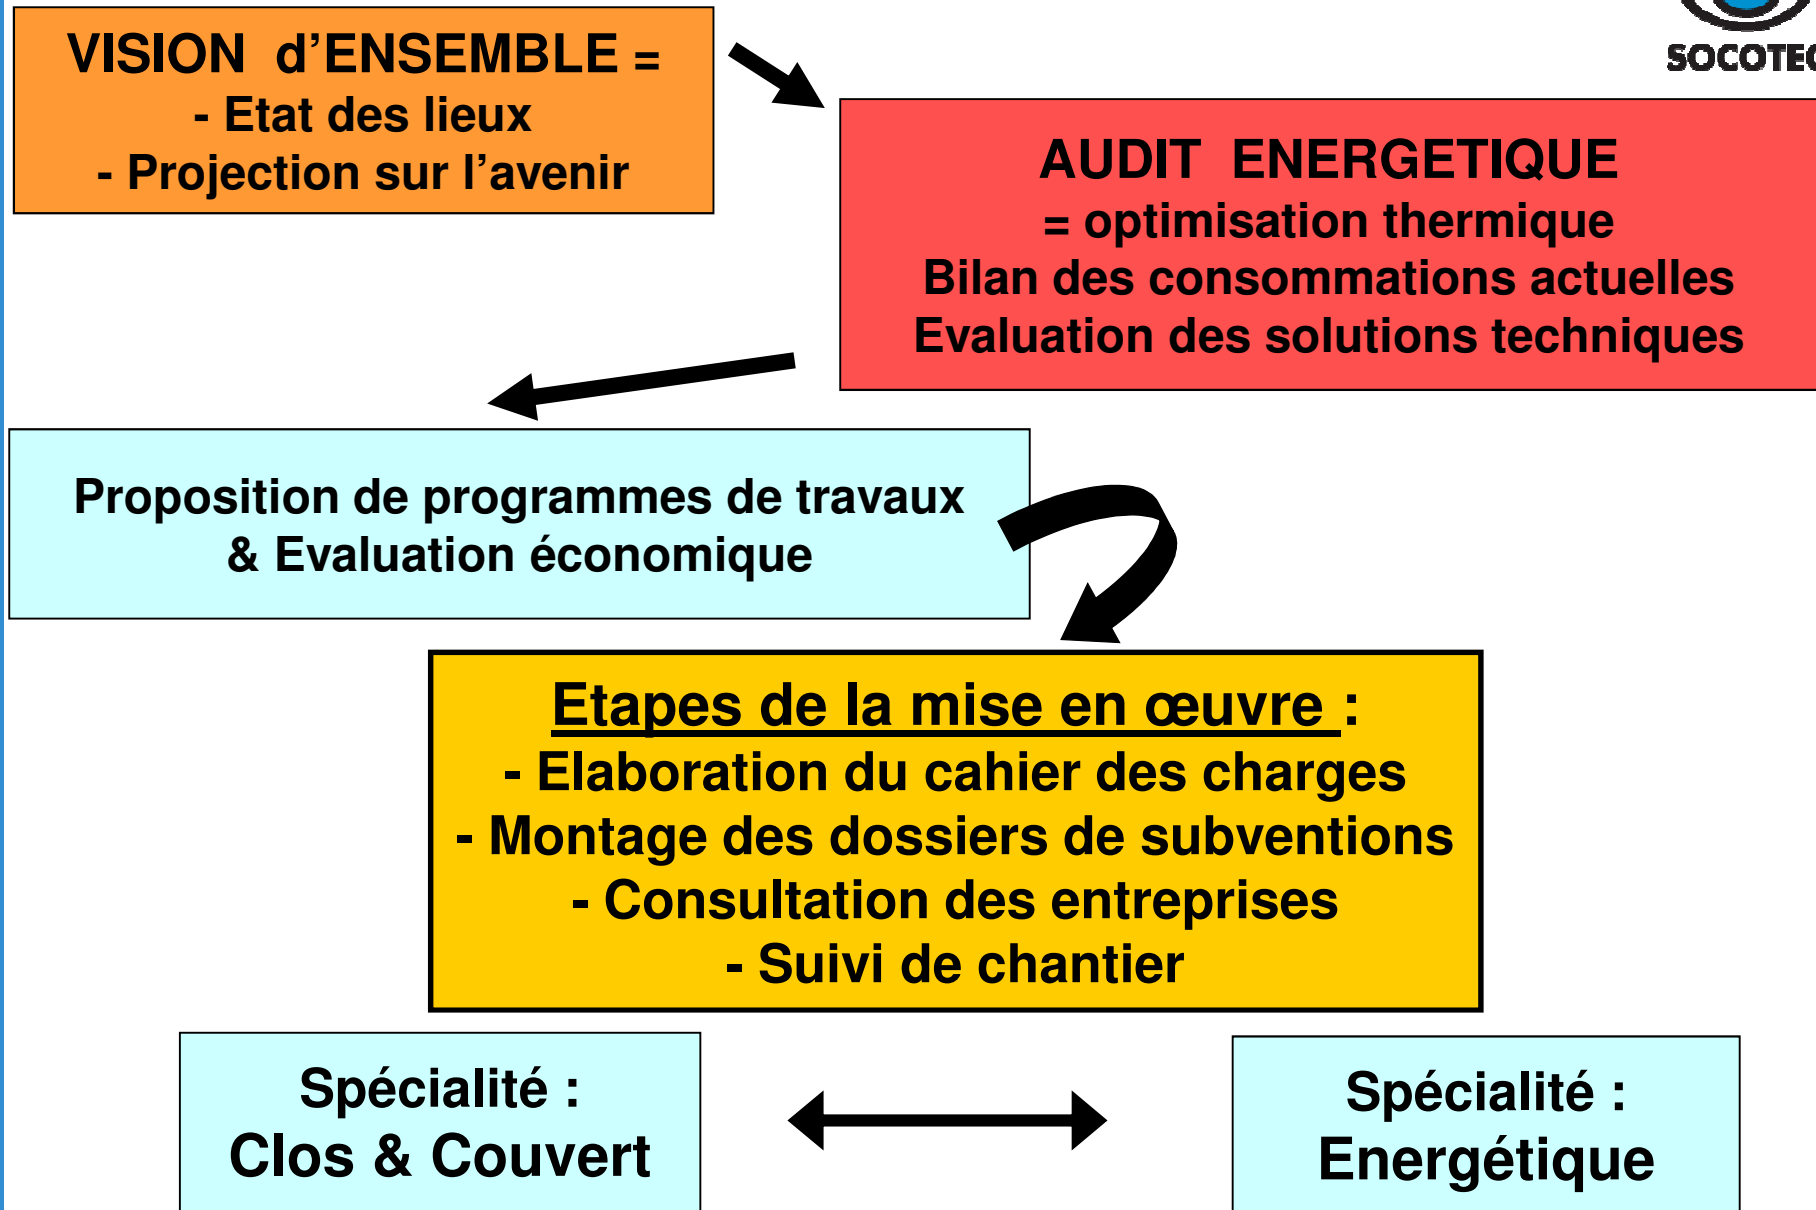 VISION d’ENSEMBLE =
- Etat des lieux
- Projection sur l’avenir
SOCOTEC
AUDIT ENERGETIQUE
= optimisation thermique
Bilan des consommations actuelles
Evaluation des solutions techniques
Proposition de programmes de travaux
& Evaluation économique
Etapes de la mise en œuvre :
- Elaboration du cahier des charges
- Montage des dossiers de subventions
- Consultation des entreprises
- Suivi de chantier
Spécialité :
Clos & Couvert
Spécialité :
Energétique